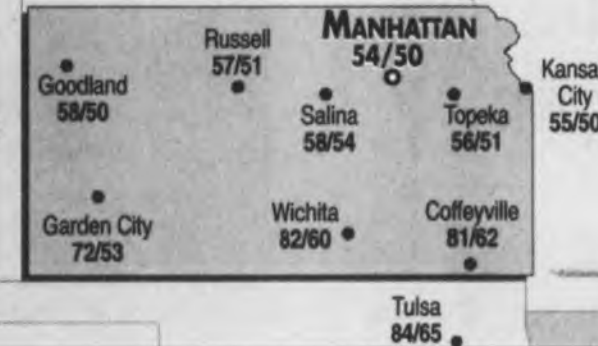 MANHATTAN
54/50
Russell
57/51
Goodland
58/50
Salina
58/54
Topeka
56/51
City
55/50
Garden City
72/53
Wichita
82/60
Coffeyville
81/62
Tulsa
84/65